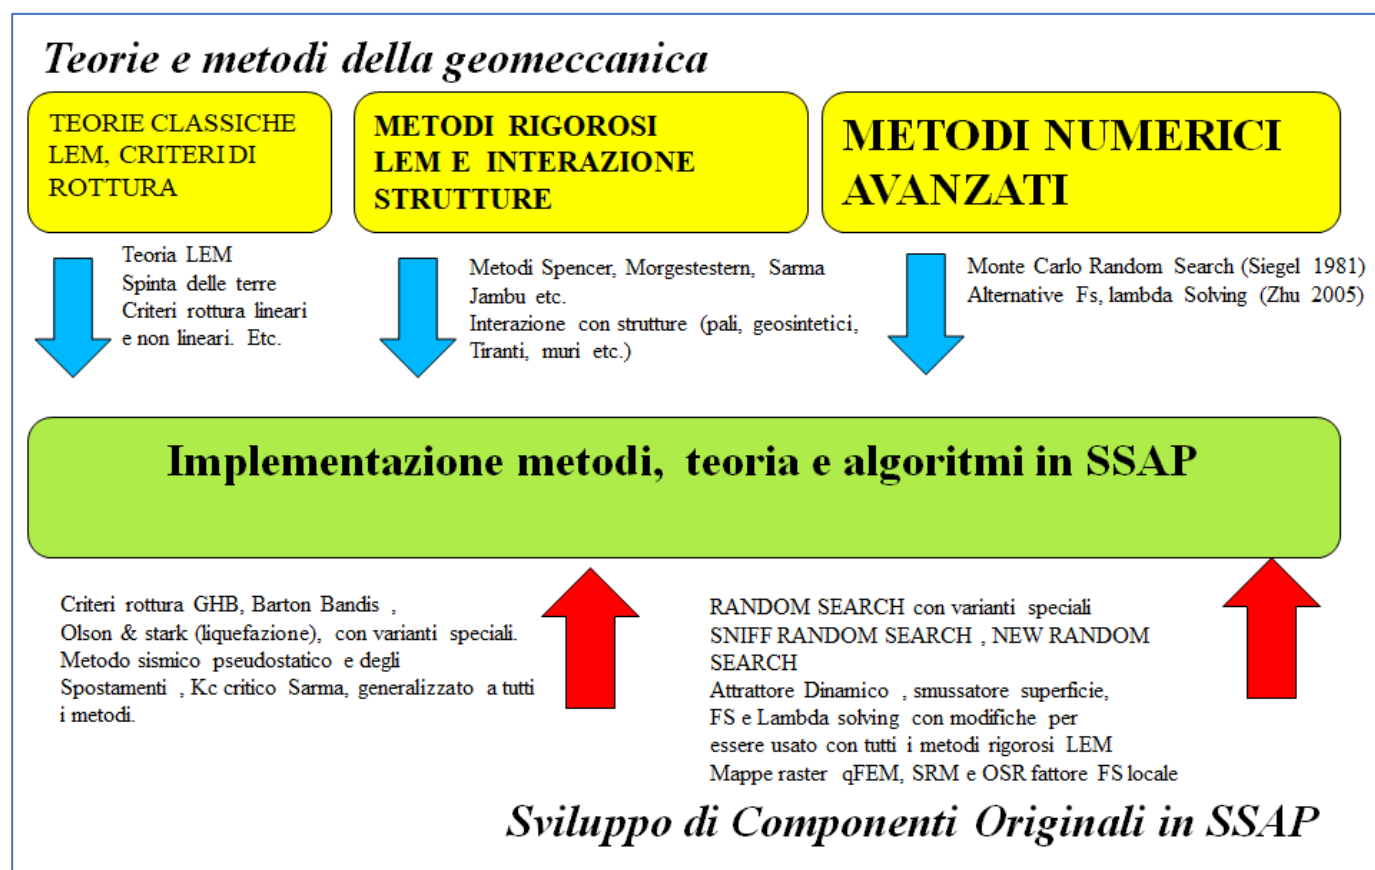 Teorie e metodi della geomeccanica
TEORIE CLASSICHE
LEM, CRITERI DI
ROTTURA
METODI RIGOROSI
LEM E INTERAZIONE
STRUTTURE
METODI NUMERICI
AVANZATI
Teoria LEM
Spinta delle terre
Criteri rottura lineari
e non lineari. Etc.
Metodi Spencer, Morgestestern, Sarma
Jambu etc.
Interazione con strutture (pali, geosintetici,
Tiranti, muri etc.)
Monte Carlo Random Search (Siegel 1981)
Alternative Fs, lambda Solving (Zhu 2005)
Implementazione metodi, teoria e algoritmi in SSAP
Criteri rottura GHB, Barton Bandis ,
Olson & stark (liquefazione), con varianti speciali.
Metodo sismico pseudostatico e degli
Spostamenti , Kc critico Sarma, generalizzato a tutti
i metodi.
RANDOM SEARCH con varianti speciali
SNIFF RANDOM SEARCH , NEW RANDOM
SEARCH
Attrattore Dinamico , smussatore superficie,
FS e Lambda solving con modifiche per
essere usato con tutti i metodi rigorosi LEM
Mappe raster qFEM, SRM e OSR fattore FS locale
Sviluppo di Componenti Originali in SSAP